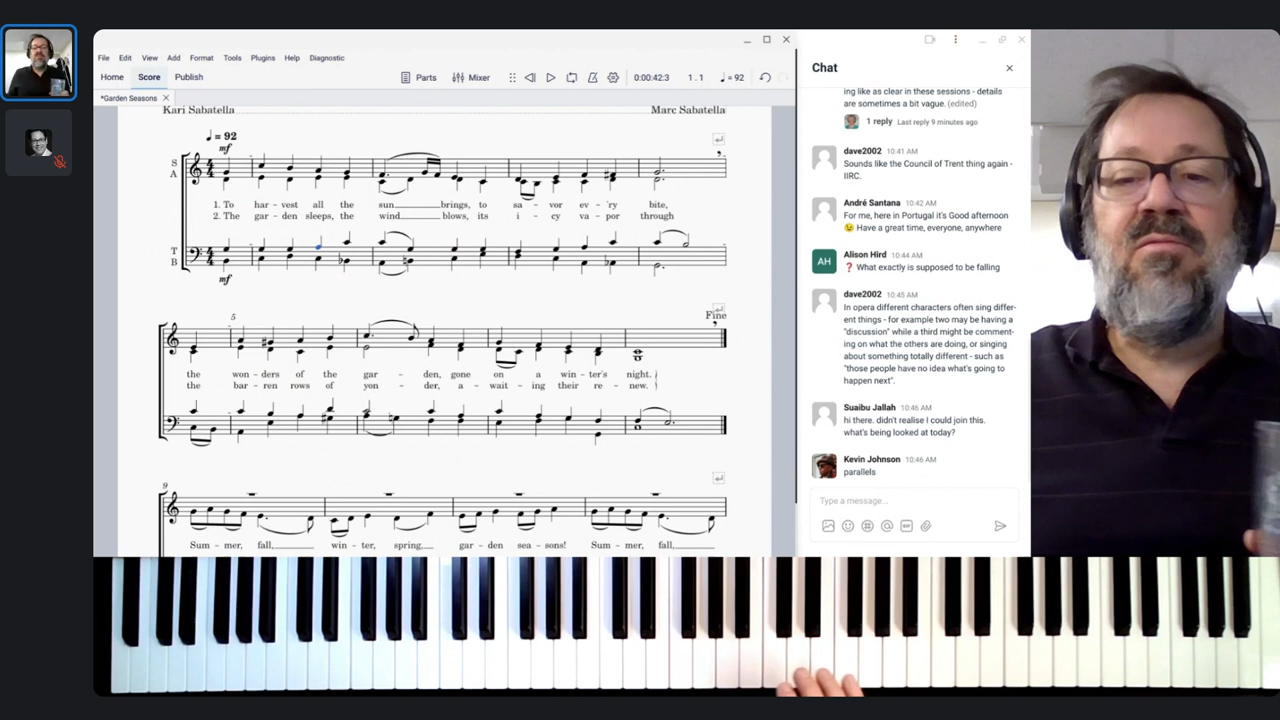 File Edit View Add Format Tools Plugins Help Diagnostic
Home Score Publish Parts Mixer 0:00:42:3 1 . 1 = 92
*Garden Seasons
Kari Sabatella Marc Sabatella
= 92
mf
S
A
1. To har - vest all the sun brings, to sa - vor ev - 'ry bite,
2. The gar - den sleeps, the wind blows, its i - cy va - por through
T
B
mf
5
Fine
the won - ders of the gar - den, gone on a win - ter's night.
the bar - ren rows of yon - der, a - wait - ing their re - new.
9
Sum - mer, fall, win - ter, spring, gar - den sea - sons! Sum - mer, fall,
Chat
ing like as clear in these sessions - details
are sometimes a bit vague. (edited)
1 reply Last reply 9 minutes ago
dave2002 10:41 AM
Sounds like the Council of Trent thing again -
IIRC.
André Santana 10:42 AM
For me, here in Portugal it's Good afternoon
😉 Have a great time, everyone, anywhere
AH
Alison Hird 10:44 AM
❓ What exactly is supposed to be falling
dave2002 10:45 AM
In opera different characters often sing differ-
ent things - for example two may be having a
"discussion" while a third might be comment-
ing on what the others are doing, or singing
about something totally different - such as
"those people have no idea what's going to
happen next".
Suaibu Jallah 10:46 AM
hi there. didn't realise I could join this.
what's being looked at today?
Kevin Johnson 10:46 AM
parallels
Type a message...
GIF